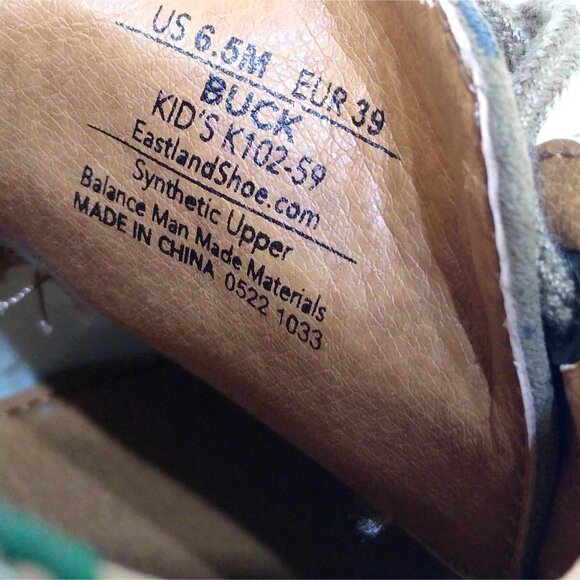 US 6.5M EUR 39
BUCK
KID'S K102-59
EastlandShoe.com
Synthetic Upper
Balance Man Made Materials
MADE IN CHINA 0522 1033